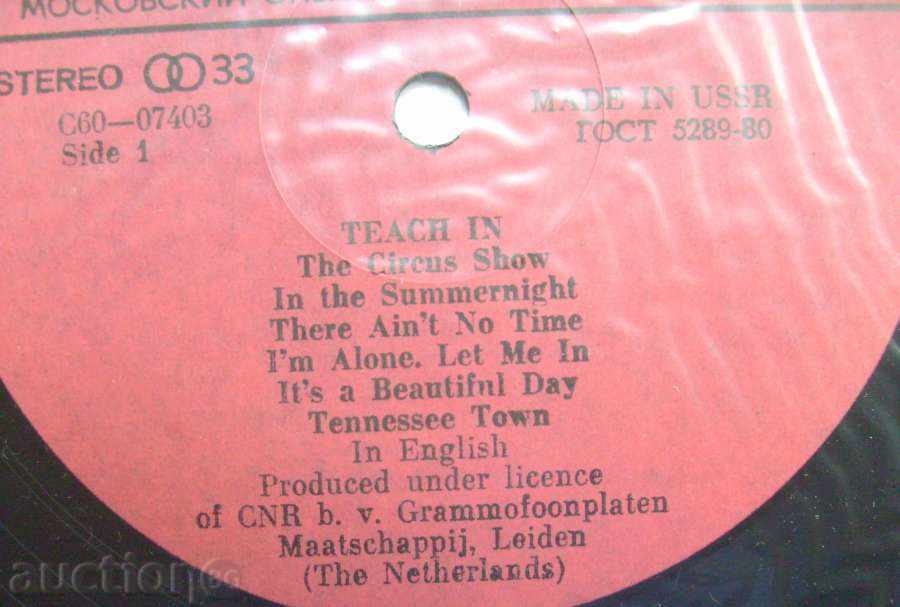 МОСКОВСКИЙ
STEREO 33
С60—07403
Side 1
MADE IN USSR
ГОСТ 5289-80
TEACH IN
The Circus Show
In the Summernight
There Ain't No Time
I'm Alone. Let Me In
It's a Beautiful Day
Tennessee Town
In English
Produced under licence
of CNR b. v. Grammofoonplaten
Maatschappij, Leiden
(The Netherlands)